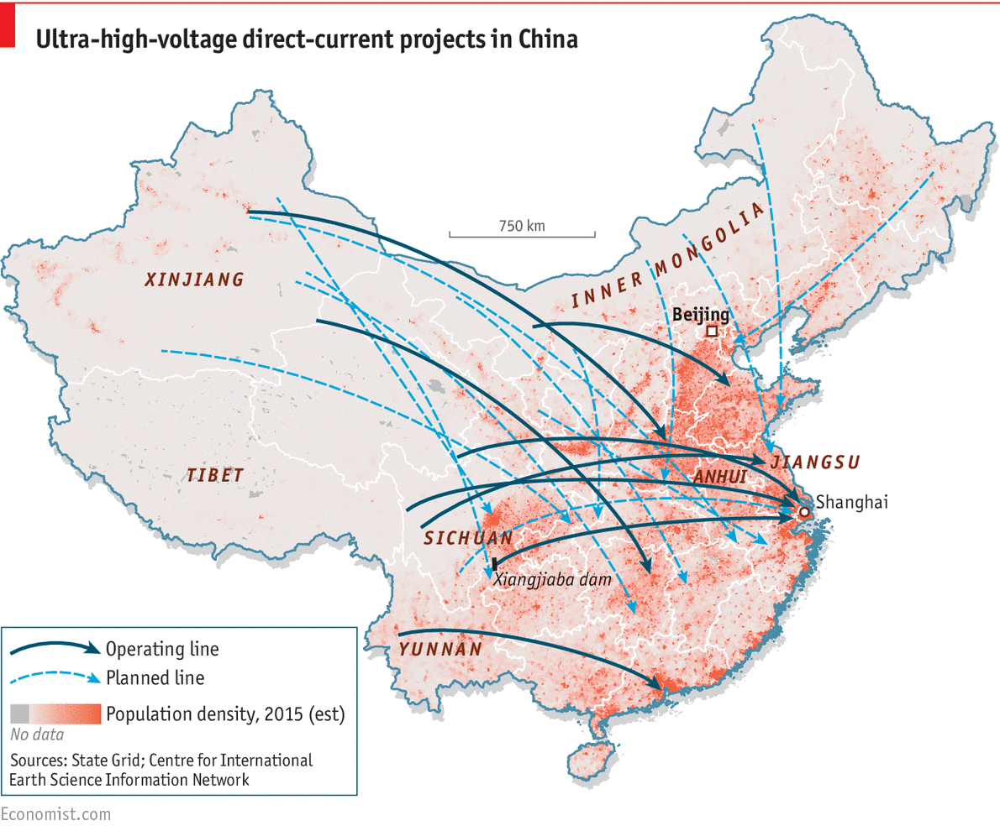 Ultra-high-voltage direct-current projects in China
750 km
INNER MONGOLIA
XINJIANG
Beijing
TIBET
JIANGSU
ANHUI
Shanghai
SICHUAN
Xiangjiaba dam
YUNNAN
Operating line
Planned line
Population density, 2015 (est)
No data
Sources: State Grid; Centre for International
Earth Science Information Network
Economist.com